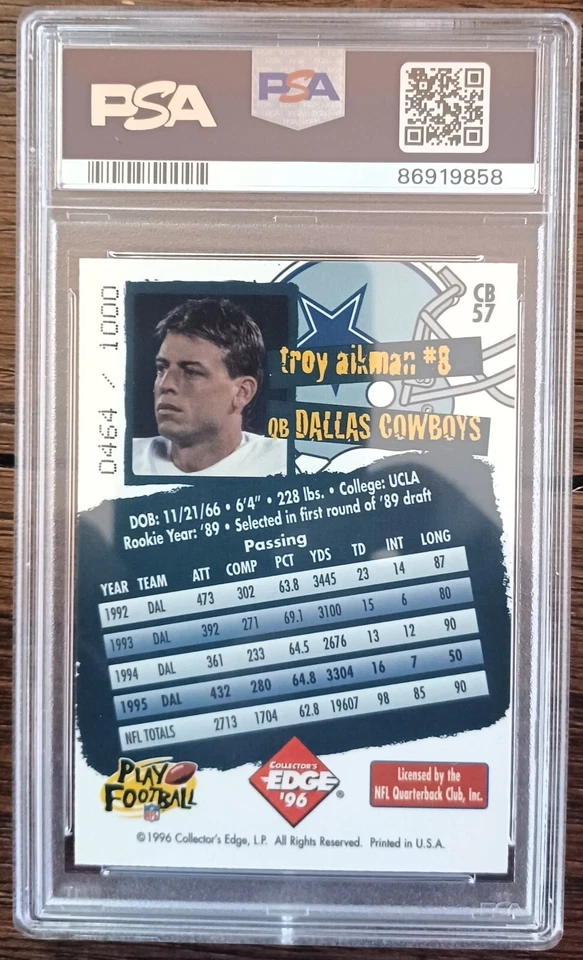 PSA
PSA
86919858
0464 / 1000
CB
57
troy aikman #8
QB DALLAS COWBOYS
DOB: 11/21/66 • 6'4" • 228 lbs. • College: UCLA
Rookie Year: '89 • Selected in first round of '89 draft
Passing
YEAR TEAM ATT COMP PCT YDS TD INT LONG
1992 DAL 473 302 63.8 3445 23 14 87
1993 DAL 392 271 69.1 3100 15 6 80
1994 DAL 361 233 64.5 2676 13 12 90
1995 DAL 432 280 64.8 3304 16 7 50
NFL TOTALS 2713 1704 62.8 19607 98 85 90
PLAY
FOOTBALL
NFL
COLLECTOR'S
EDGE®
'96
Licensed by the
NFL Quarterback Club, Inc.
©1996 Collector's Edge, L.P. All Rights Reserved. Printed in U.S.A.
PSA